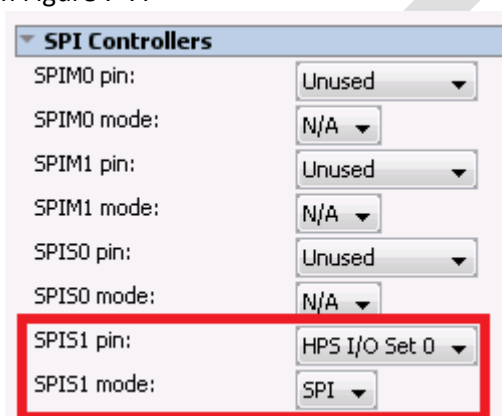 SPI Controllers
SPIM0 pin: Unused
SPIM0 mode: N/A
SPIM1 pin: Unused
SPIM1 mode: N/A
SPIS0 pin: Unused
SPIS0 mode: N/A
SPIS1 pin: HPS I/O Set 0
SPIS1 mode: SPI